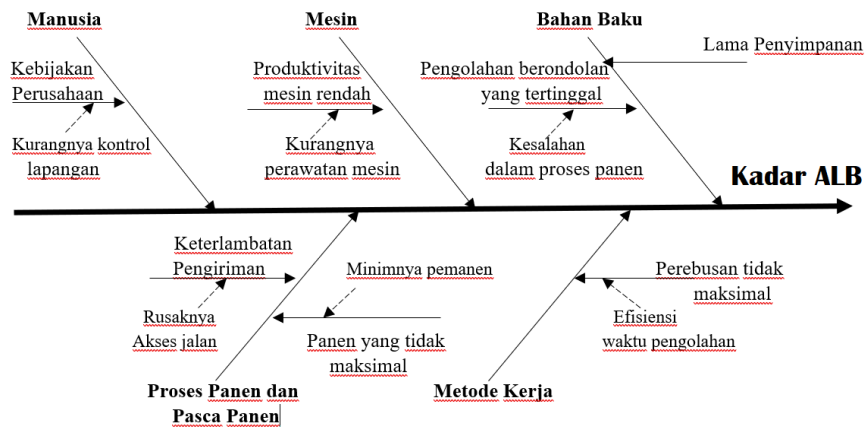 Manusia
Mesin
Bahan Baku
Lama Penyimpanan
Kebijakan
Perusahaan
Kurangnya kontrol
lapangan
Produktivitas
mesin rendah
Kurangnya
perawatan mesin
Pengolahan berondolan
yang tertinggal
Kesalahan
dalam proses panen
Kadar ALB
Keterlambatan
Pengiriman
Rusaknya
Akses jalan
Minimnya pemanen
Panen yang tidak
maksimal
Perebusan tidak
maksimal
Efisiensi
waktu pengolahan
Proses Panen dan
Pasca Panen
Metode Kerja